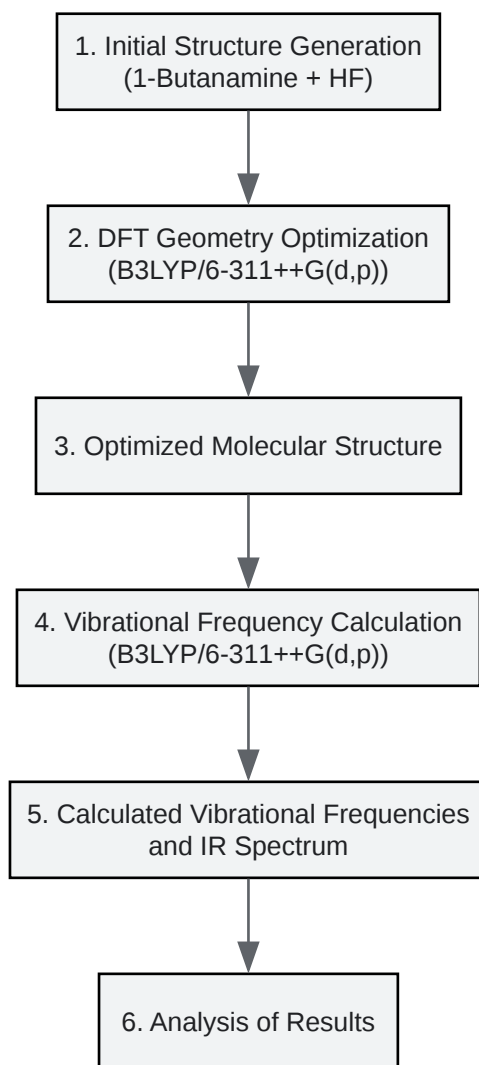 1. Initial Structure Generation
(1-Butanamine + HF)
2. DFT Geometry Optimization
(B3LYP/6-311++G(d,p))
3. Optimized Molecular Structure
4. Vibrational Frequency Calculation
(B3LYP/6-311++G(d,p))
5. Calculated Vibrational Frequencies
and IR Spectrum
6. Analysis of Results